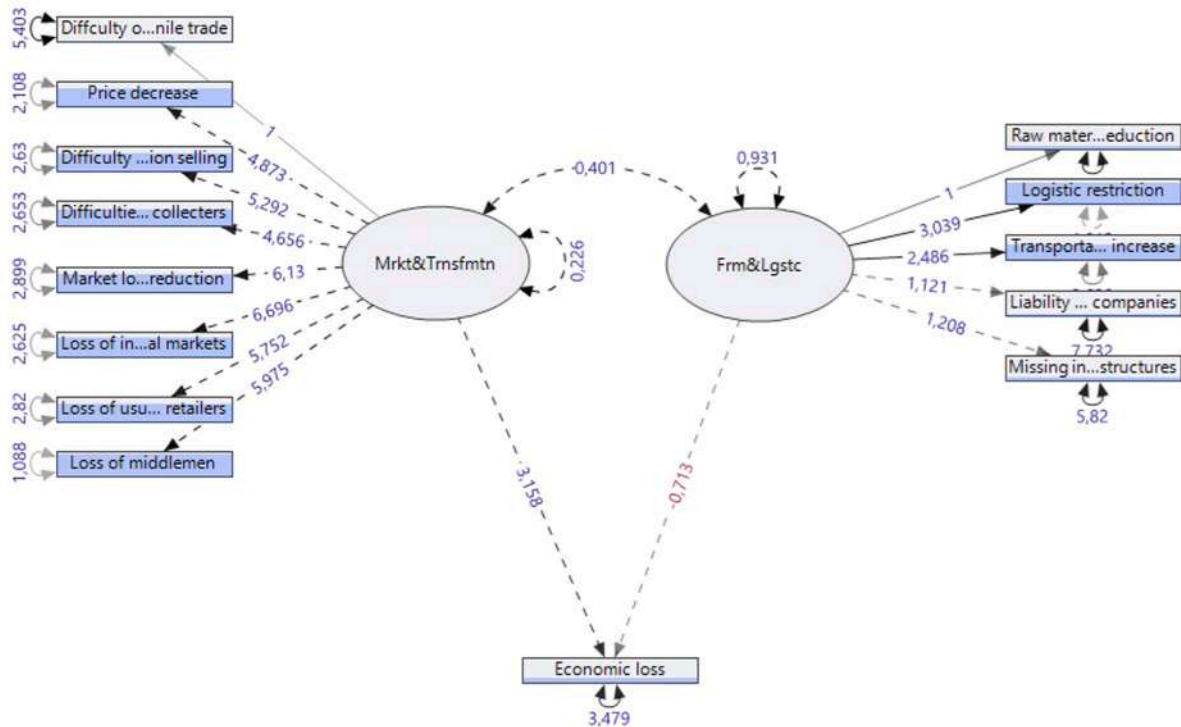 5,403
Diffculty o...nile trade
2,108
Price decrease
2,63
Difficulty ...ion selling
2,653
Difficultie... collecters
2,899
Market lo...reduction
2,625
Loss of in...al markets
2,82
Loss of usu... retailers
1,088
Loss of middlemen
1
4,873
5,292
4,656
6,13
6,696
5,752
5,975
Mrkt&Trnsfmtn
0,226
0,401
0,931
Frm&Lgstc
1
3,039
2,486
1,121
1,208
Raw mater...eduction
Logistic restriction
Transporta... increase
Liability ... companies
7,732
Missing in...structures
5,82
3,158
-0,713
Economic loss
3,479